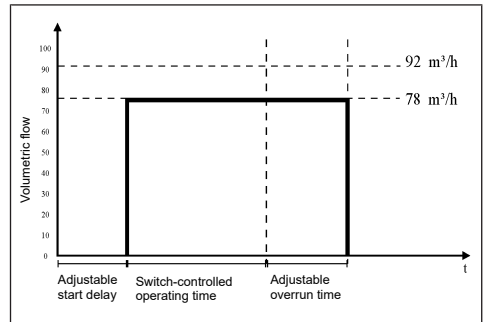 100
92 m³/h
90
80
78 m³/h
70
60
50
40
30
20
10
0
Volumetric flow
t
Adjustable
start delay
Switch-controlled
operating time
Adjustable
overrun time